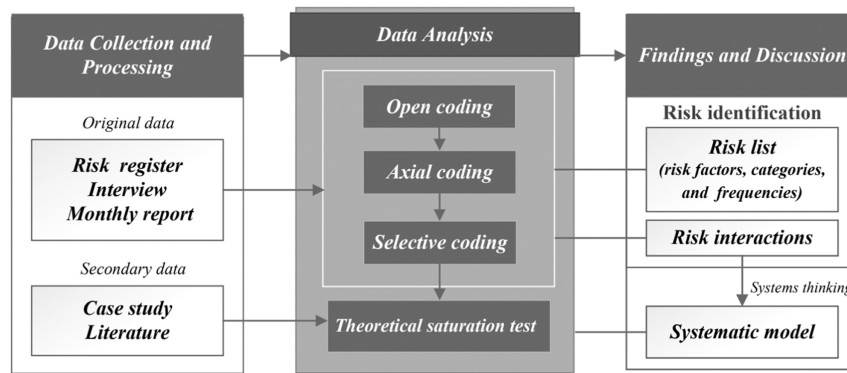 Data Collection and
Processing
Original data
Risk register
Interview
Monthly report
Secondary data
Case study
Literature
Data Analysis
Open coding
Axial coding
Selective coding
Theoretical saturation test
Findings and Discussion
Risk identification
Risk list
(risk factors, categories,
and frequencies)
Risk interactions
Systems thinking
Systematic model